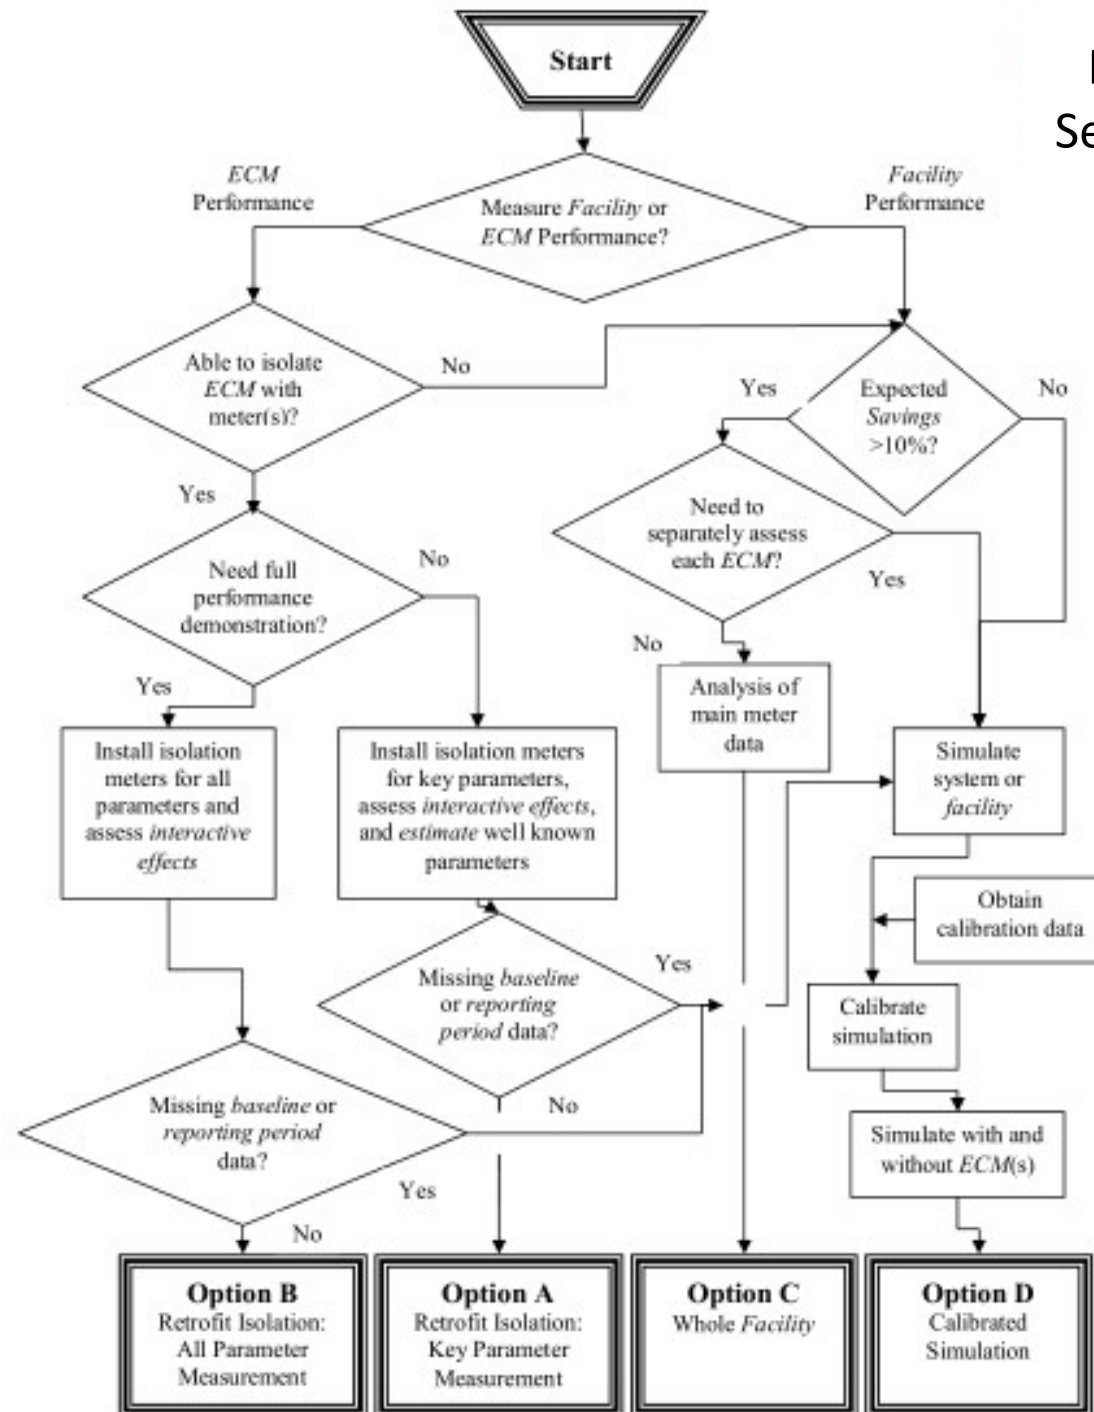 Start
Se
ECM
Performance
Facility
Performance
Measure Facility or
ECM Performance?
Able to isolate
ECM with
meter(s)?
No
Yes
Expected
Savings
>10%?
No
Yes
Need to
separately assess
each ECM?
Yes
No
Need full
performance
demonstration?
No
Yes
Analysis of
main meter
data
Install isolation
meters for all
parameters and
assess interactive
effects
Install isolation meters
for key parameters,
assess interactive effects,
and estimate well known
parameters
Simulate
system or
facility
Obtain
calibration data
Missing baseline
or reporting
period data?
Yes
No
Calibrate
simulation
Missing baseline or
reporting period
data?
Yes
No
Simulate with and
without ECM(s)
Option B
Retrofit Isolation:
All Parameter
Measurement
Option A
Retrofit Isolation:
Key Parameter
Measurement
Option C
Whole Facility
Option D
Calibrated
Simulation